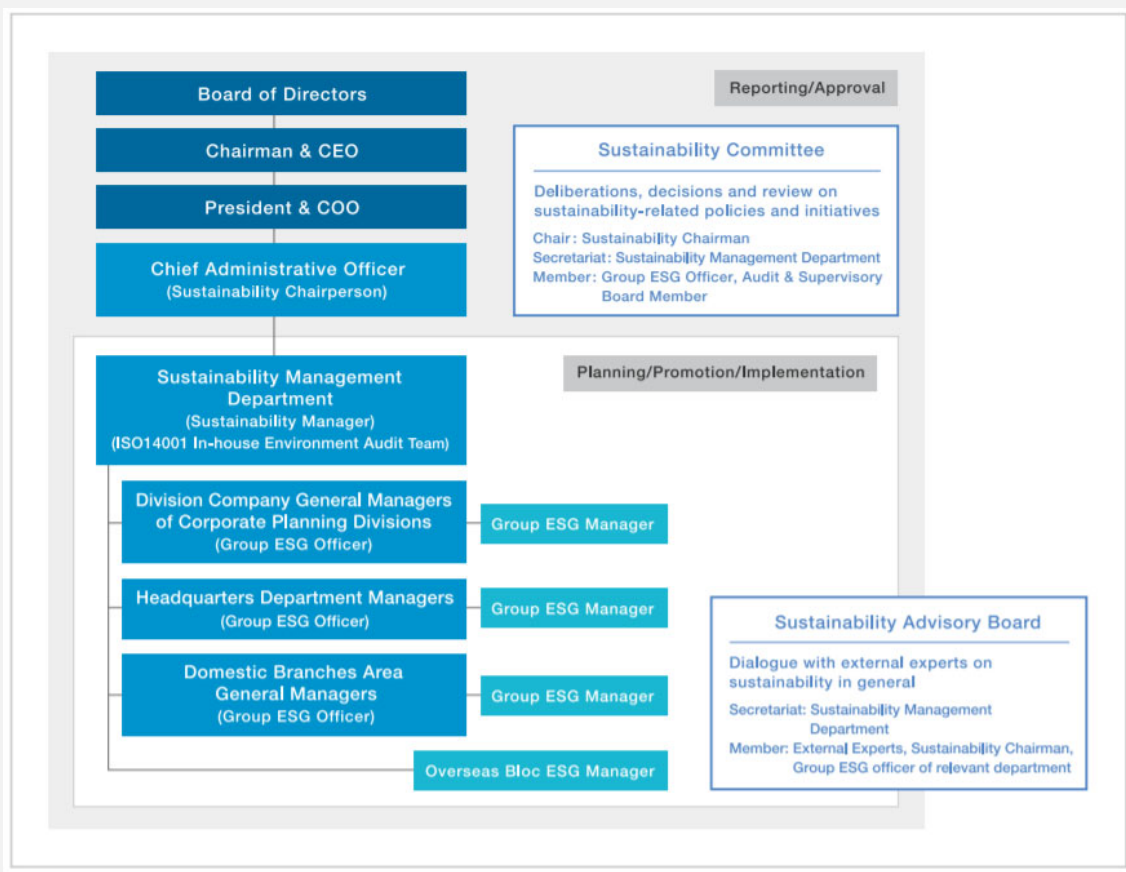 Board of Directors
Reporting/Approval
Chairman & CEO
President & COO
Chief Administrative Officer
(Sustainability Chairperson)
Sustainability Committee
Deliberations, decisions and review on
sustainability-related policies and initiatives
Chair : Sustainability Chairman
Secretariat : Sustainability Management Department
Member : Group ESG Officer, Audit & Supervisory
Board Member
Planning/Promotion/Implementation
Sustainability Management
Department
(Sustainability Manager)
(ISO14001 In-house Environment Audit Team)
Division Company General Managers
of Corporate Planning Divisions
(Group ESG Officer)
Group ESG Manager
Headquarters Department Managers
(Group ESG Officer)
Group ESG Manager
Domestic Branches Area
General Managers
(Group ESG Officer)
Group ESG Manager
Overseas Bloc ESG Manager
Sustainability Advisory Board
Dialogue with external experts on
sustainability in general
Secretariat: Sustainability Management
Department
Member: External Experts, Sustainability Chairman,
Group ESG officer of relevant department